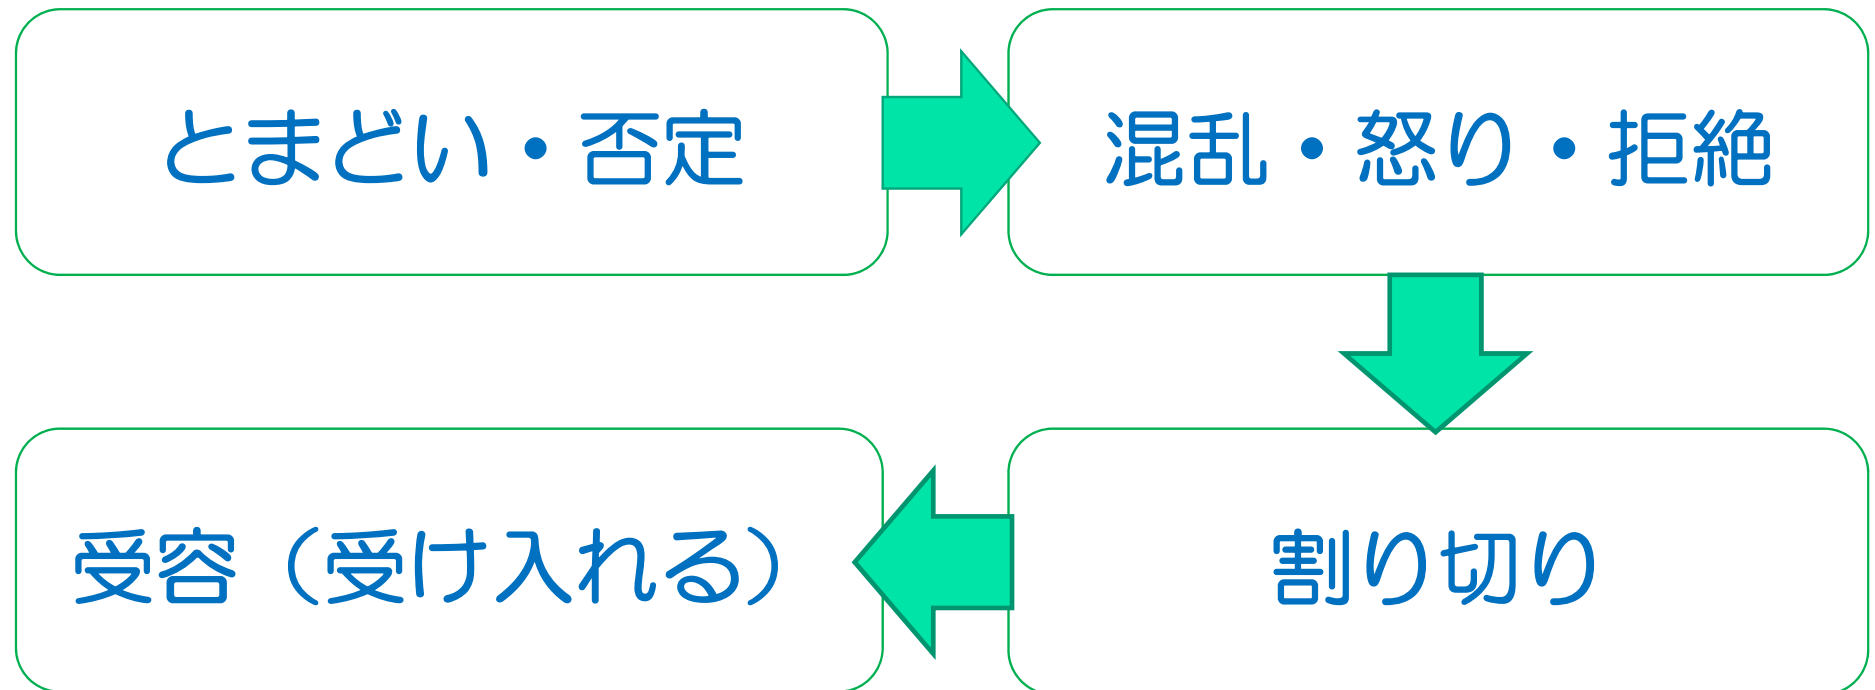 とまどい・否定
混乱・怒り・拒絶
割り切り
受容（受け入れる）